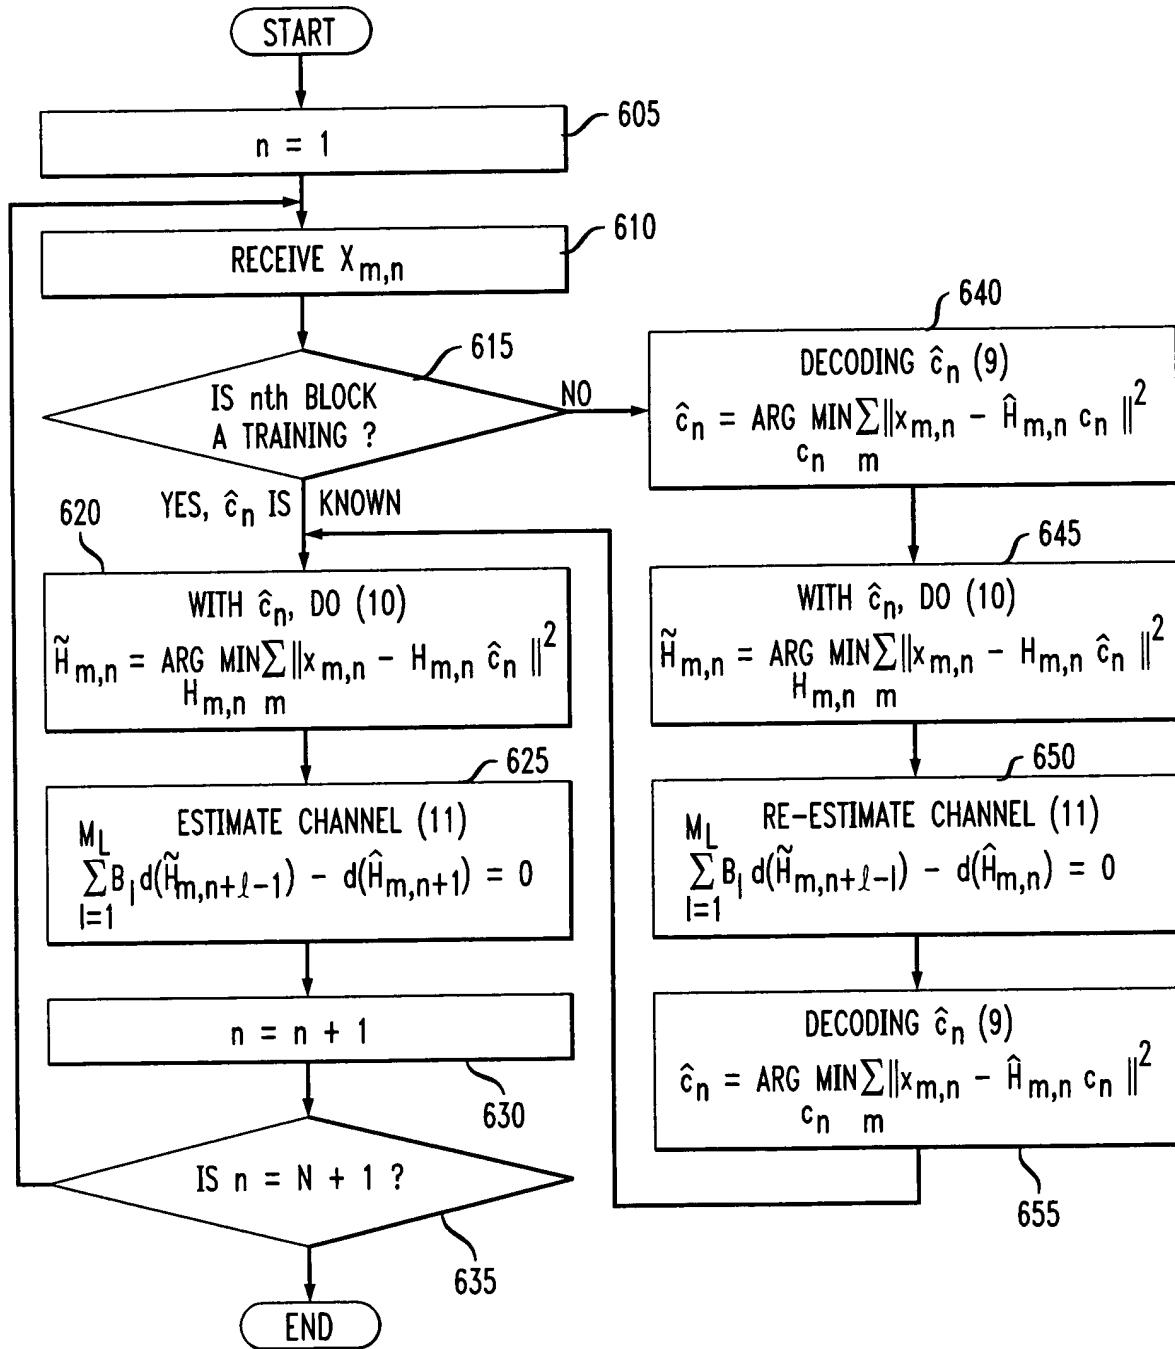 START
605
n = 1
610
RECEIVE X_{m,n}
615
IS nth BLOCK
A TRAINING ?
NO
YES, ĉ_n IS KNOWN
620
WITH ĉ_n, DO (10)
H̃_{m,n} = ARG MIN Σ ||x_{m,n} - H_{m,n} ĉ_n ||^2
H_{m,n} m
625
ESTIMATE CHANNEL (11)
M_L
Σ B_l d(H̃_{m,n+ℓ-1}) - d(Ĥ_{m,n+1}) = 0
l=1
n = n + 1
630
IS n = N + 1 ?
635
END
640
DECODING ĉ_n (9)
ĉ_n = ARG MIN Σ ||x_{m,n} - Ĥ_{m,n} c_n ||^2
c_n m
645
WITH ĉ_n, DO (10)
H̃_{m,n} = ARG MIN Σ ||x_{m,n} - H_{m,n} ĉ_n ||^2
H_{m,n} m
650
RE-ESTIMATE CHANNEL (11)
M_L
Σ B_l d(H̃_{m,n+ℓ-l}) - d(Ĥ_{m,n}) = 0
l=1
DECODING ĉ_n (9)
ĉ_n = ARG MIN Σ ||x_{m,n} - Ĥ_{m,n} c_n ||^2
c_n m
655